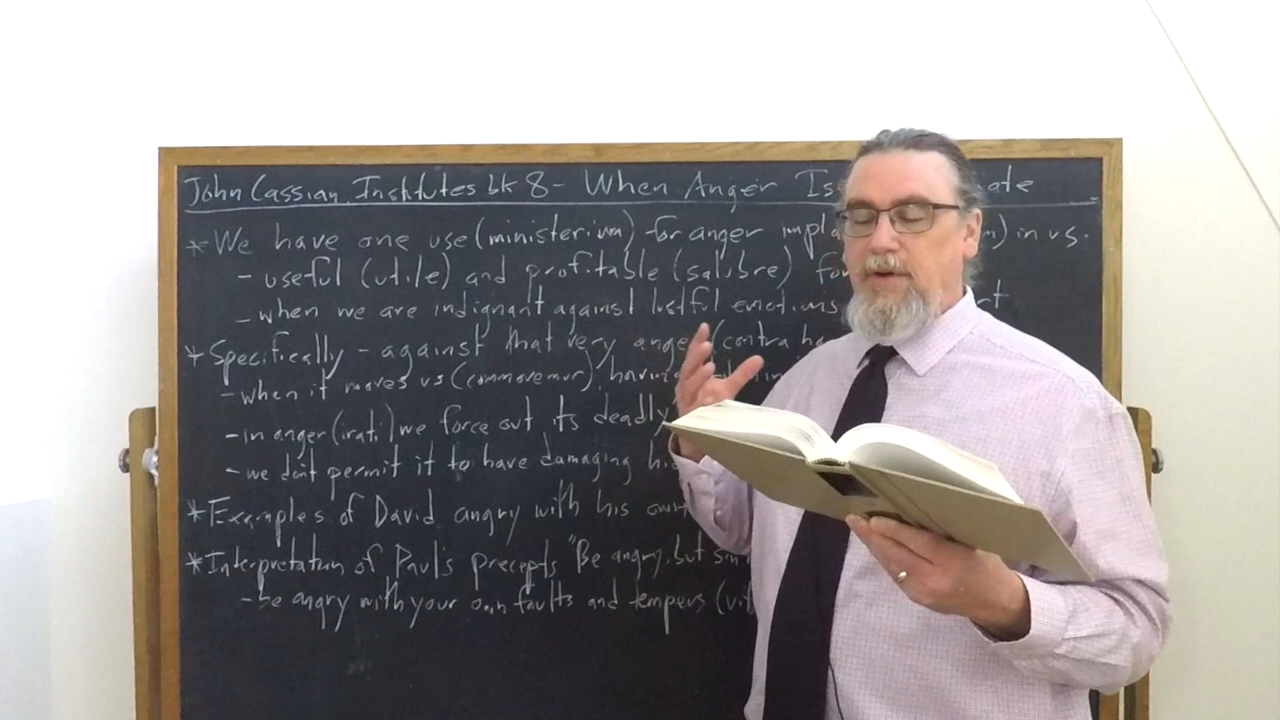 John Cassian Institutes bk 8 - When Anger Is
* We have one use (ministerium) for anger in us.
- useful (utile) and profitable (salubre)
- when we are indignant against lustful emotions
* Specifically - against that very anger (contra
- when it moves us (commovemur),
- in anger (irati) we force out its deadly
- we don't permit it to have damaging
* Examples of David angry with his
* Interpretation of Paul's precepts "Be angry, but sin
- be angry with your own faults and tempers